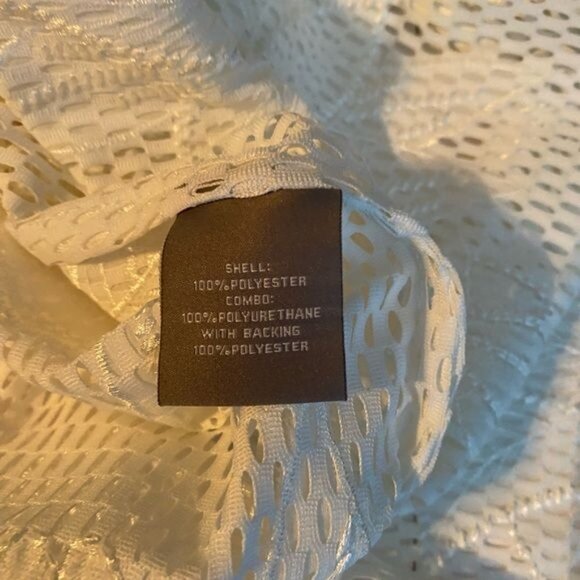 SHELL:
100%POLYESTER
COMBO:
100%POLYURETHANE
WITH BACKING
100%POLYESTER